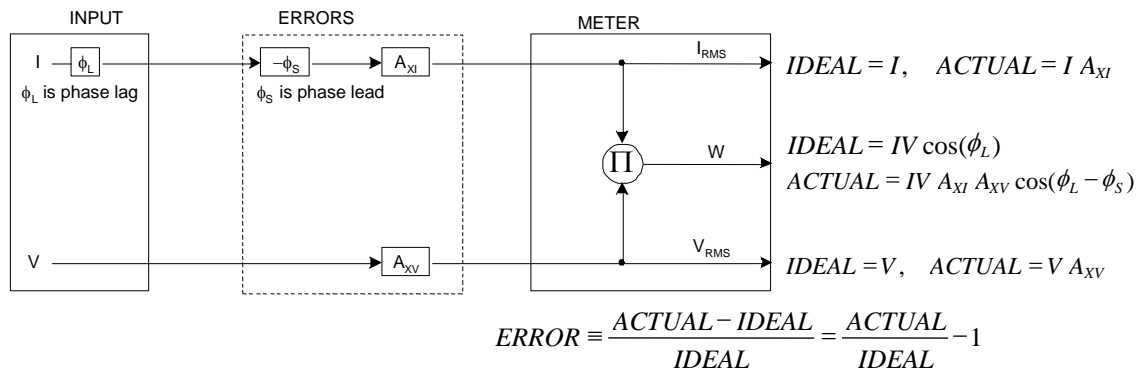 INPUT
ERRORS
METER
I
ϕL
−ϕS
AXI
IRMS
IDEAL = I, ACTUAL = I AXI
ϕL is phase lag
ϕS is phase lead
Π
W
IDEAL = IV cos(ϕL)
ACTUAL = IV AXI AXV cos(ϕL − ϕS)
V
AXV
VRMS
IDEAL = V, ACTUAL = V AXV
ERROR ≡ ACTUAL − IDEAL / IDEAL = ACTUAL / IDEAL − 1